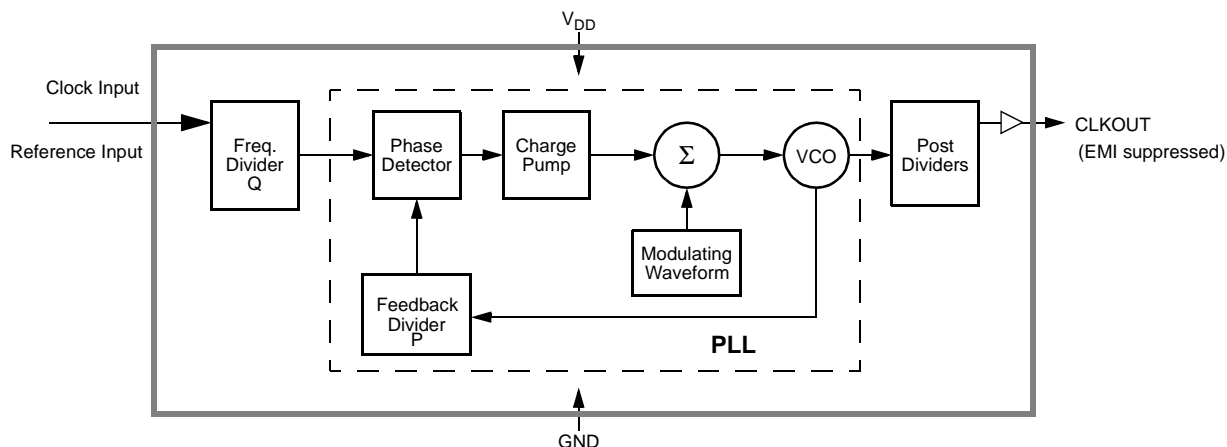 V_DD
Clock Input
Reference Input
Freq.
Divider
Q
Phase
Detector
Charge
Pump
Σ
VCO
Post
Dividers
CLKOUT
(EMI suppressed)
Modulating
Waveform
Feedback
Divider
P
PLL
GND